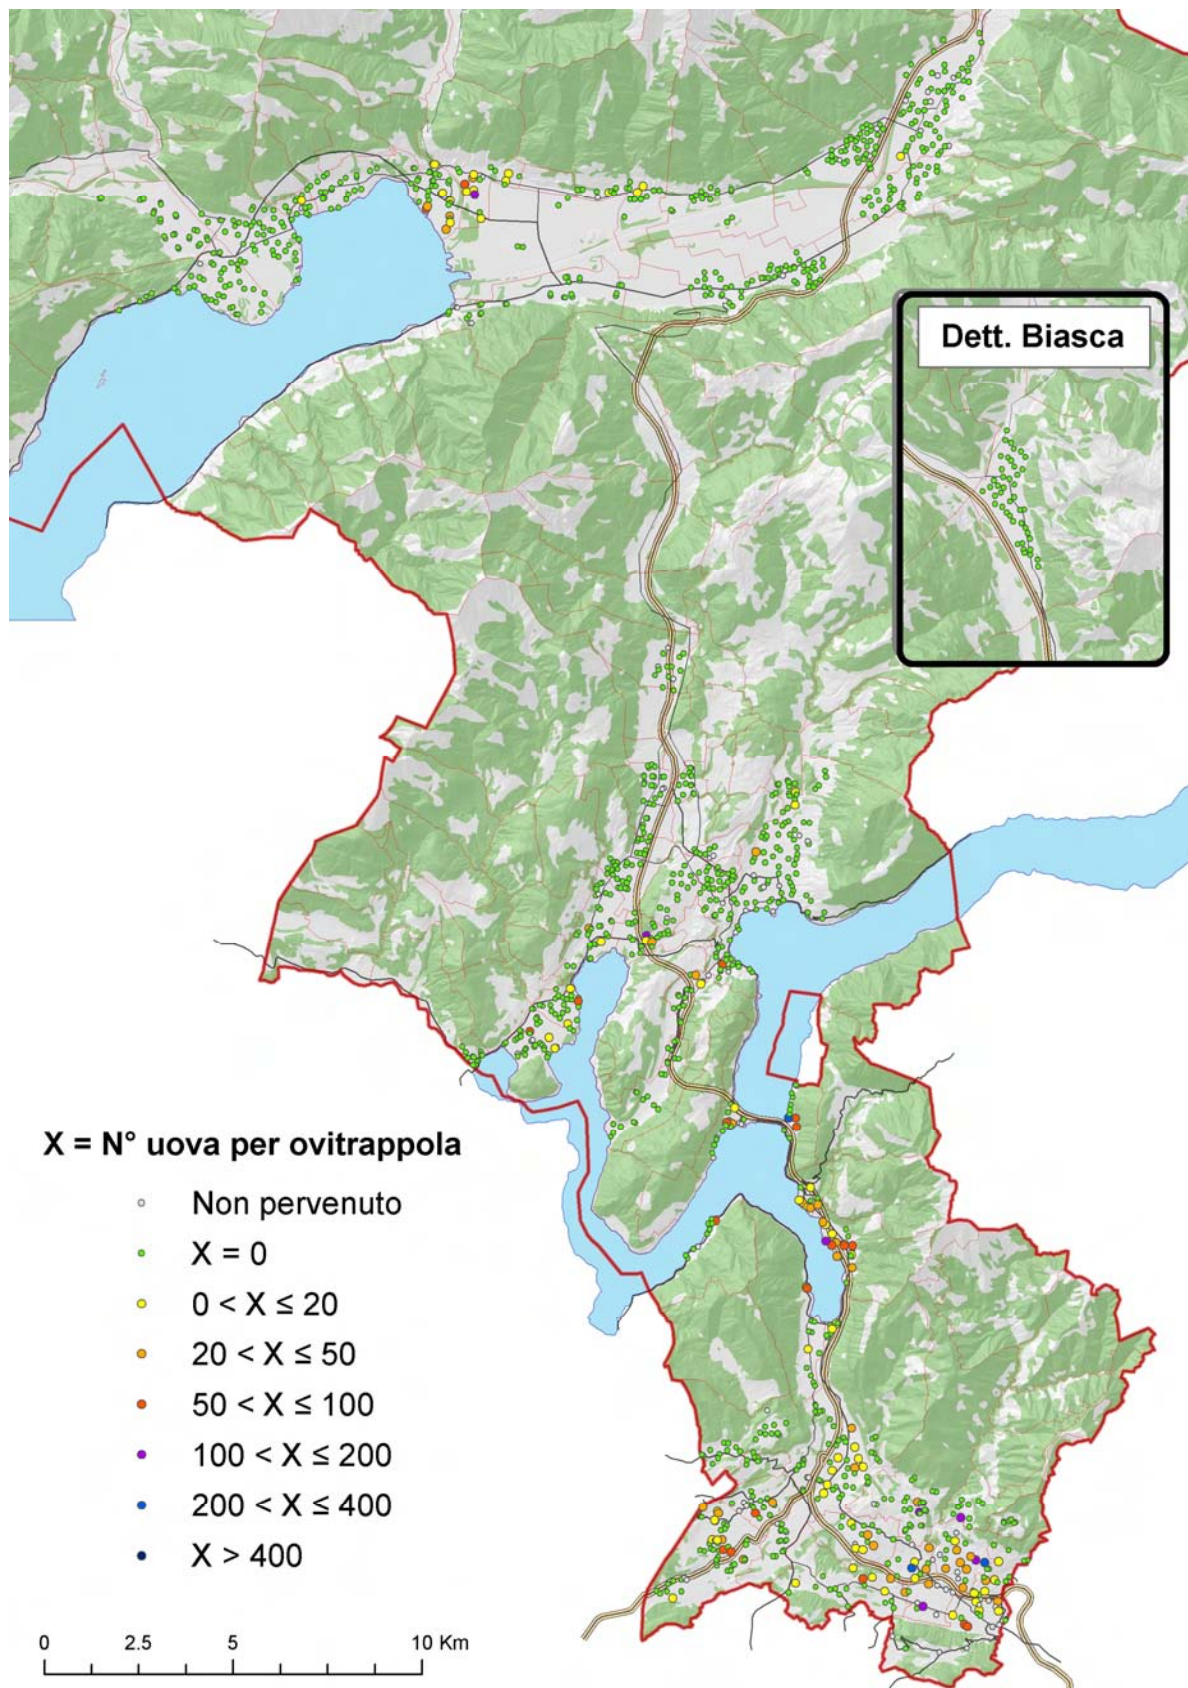 Dett. Biasca
X = N° uova per ovitrappola
Non pervenuto
X = 0
0 < X ≤ 20
20 < X ≤ 50
50 < X ≤ 100
100 < X ≤ 200
200 < X ≤ 400
X > 400
0 2.5 5 10 Km